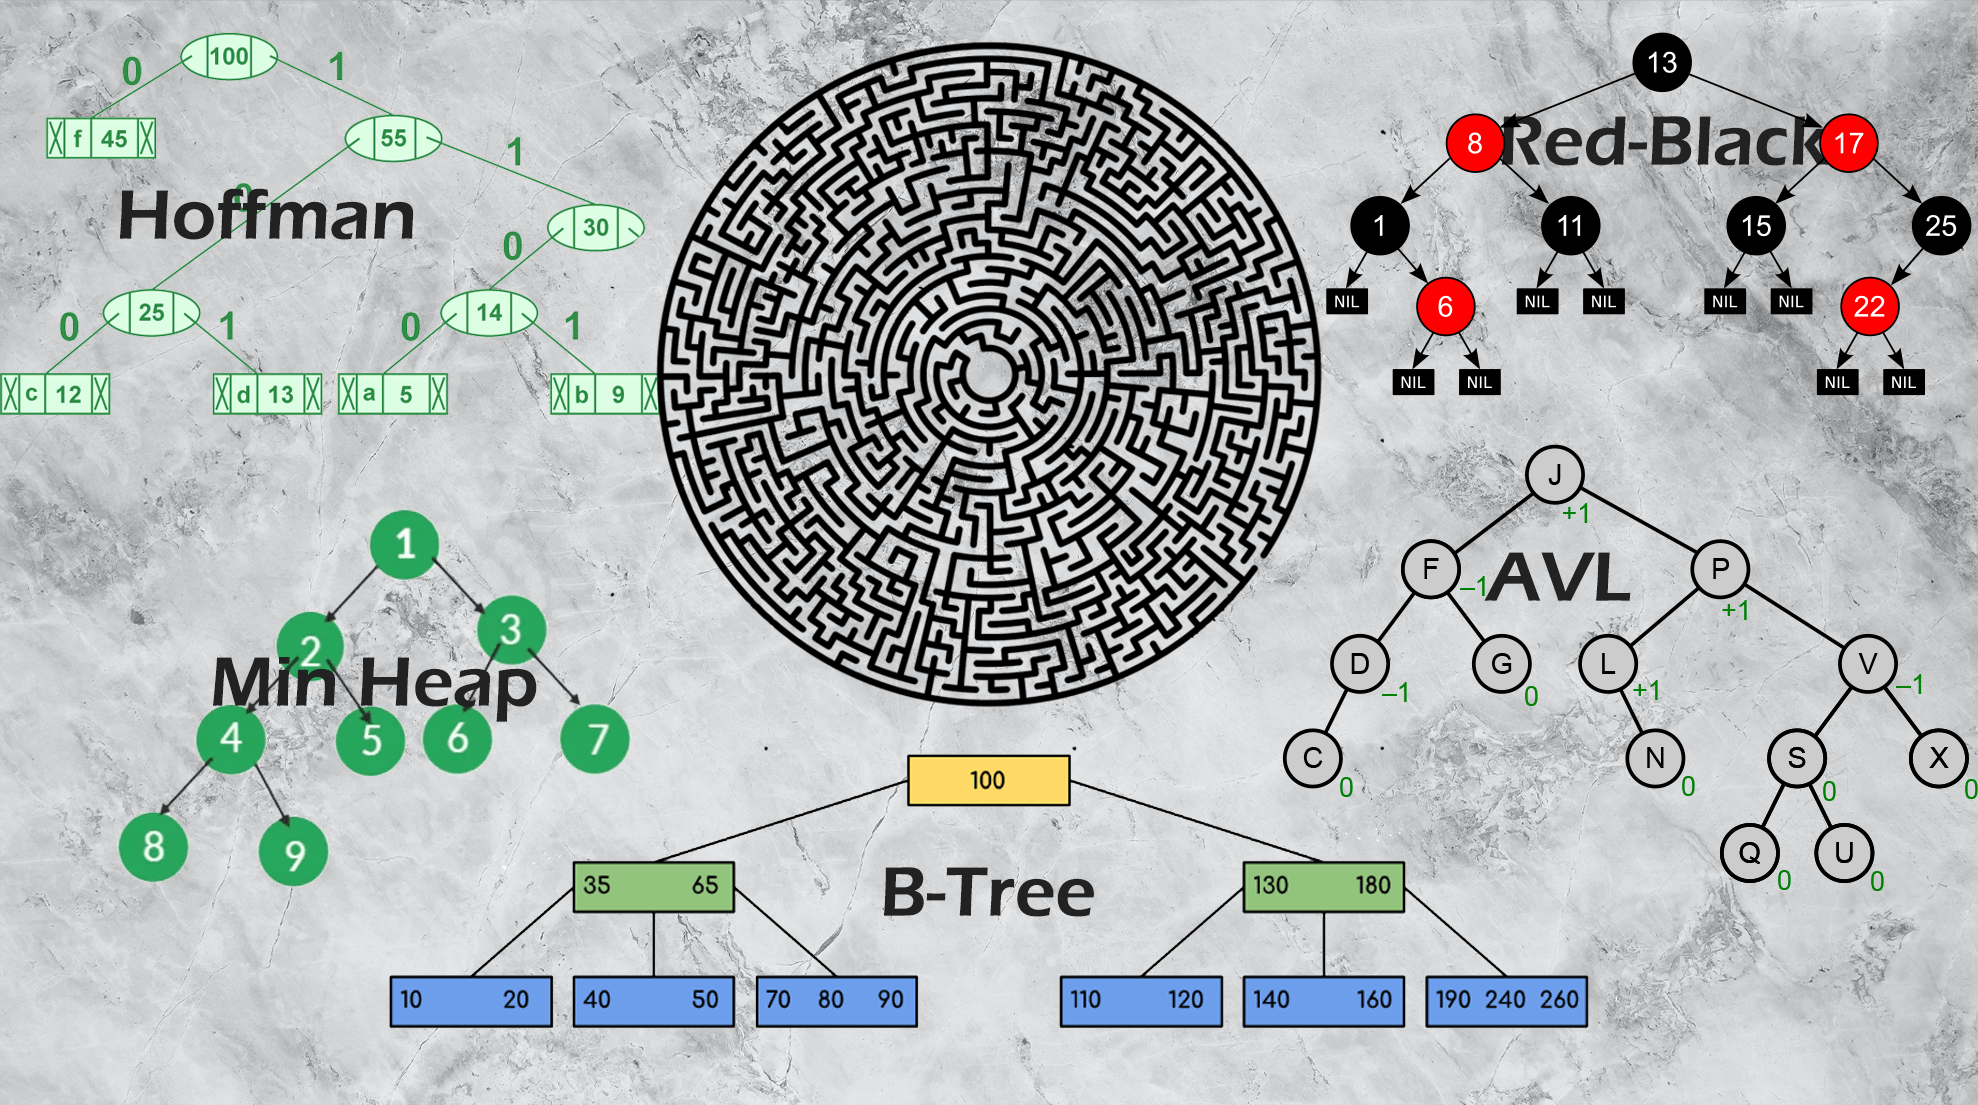 100
0
1
f 45
55
0
1
Hoffman
30
0
25
14
0
1
0
1
c 12
d 13
a 5
b 9
13
8
Red-Black
17
1
11
15
25
NIL
6
NIL
NIL
NIL
NIL
22
NIL
NIL
NIL
NIL
1
2
3
Min Heap
4
5
6
7
8
9
J
+1
F
–1
AVL
P
+1
D
–1
G
0
L
+1
V
–1
C
0
N
0
S
0
X
0
Q
0
U
0
100
35 65
B-Tree
130 180
10 20
40 50
70 80 90
110 120
140 160
190 240 260